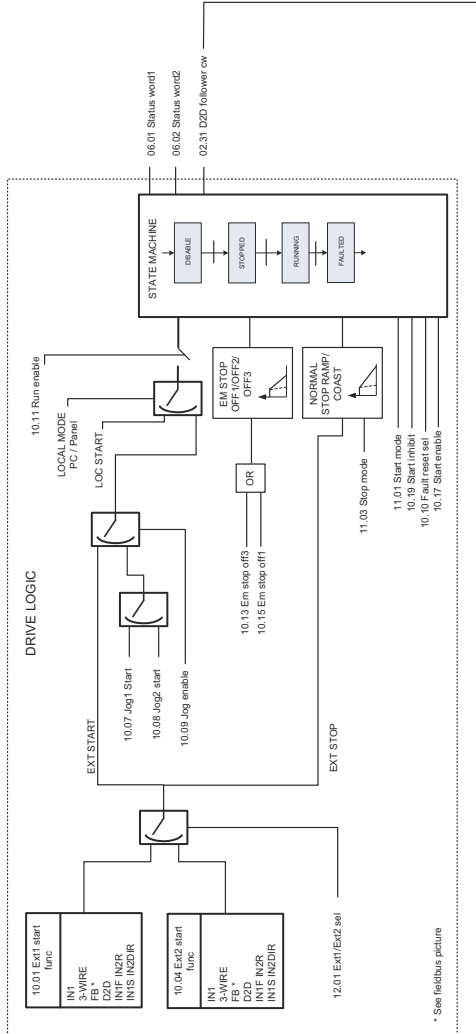 DRIVE LOGIC
10.01 Ext1 start
func
IN1
3-WIRE
FB *
D2D
IN1F IN2R
IN1S IN2DIR
10.04 Ext2 start
func
IN1
3-WIRE
FB *
D2D
IN1F IN2R
IN1S IN2DIR
12.01 Ext1/Ext2 sel
EXT START
EXT STOP
10.07 Jog1 Start
10.08 Jog2 start
10.09 Jog enable
LOCAL MODE
PC / Panel
LOC START
10.11 Run enable
10.13 Em stop off3
10.15 Em stop off1
OR
EM STOP
OFF1/OFF2/
OFF3
NORMAL
STOP RAMP/
COAST
11.03 Stop mode
11.01 Start mode
10.19 Start inhibit
10.10 Fault reset sel
10.17 Start enable
STATE MACHINE
DISABLE
STOPPED
RUNNING
FAULTED
06.01 Status word1
06.02 Status word2
02.31 D2D follower cw
* See fieldbus picture